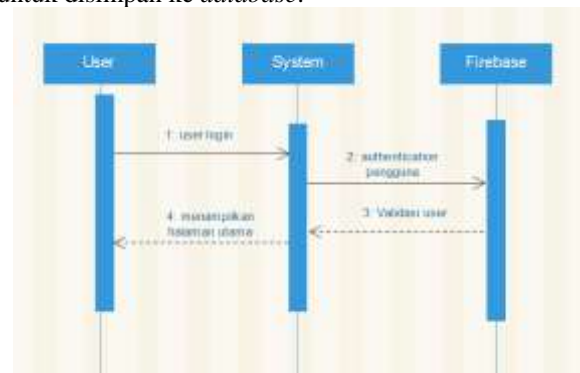 untuk disimpan ke database.
User System Firebase
1: user login
2: authentication
pengguna
3: Validasi user
4: menampilkan
halaman utama